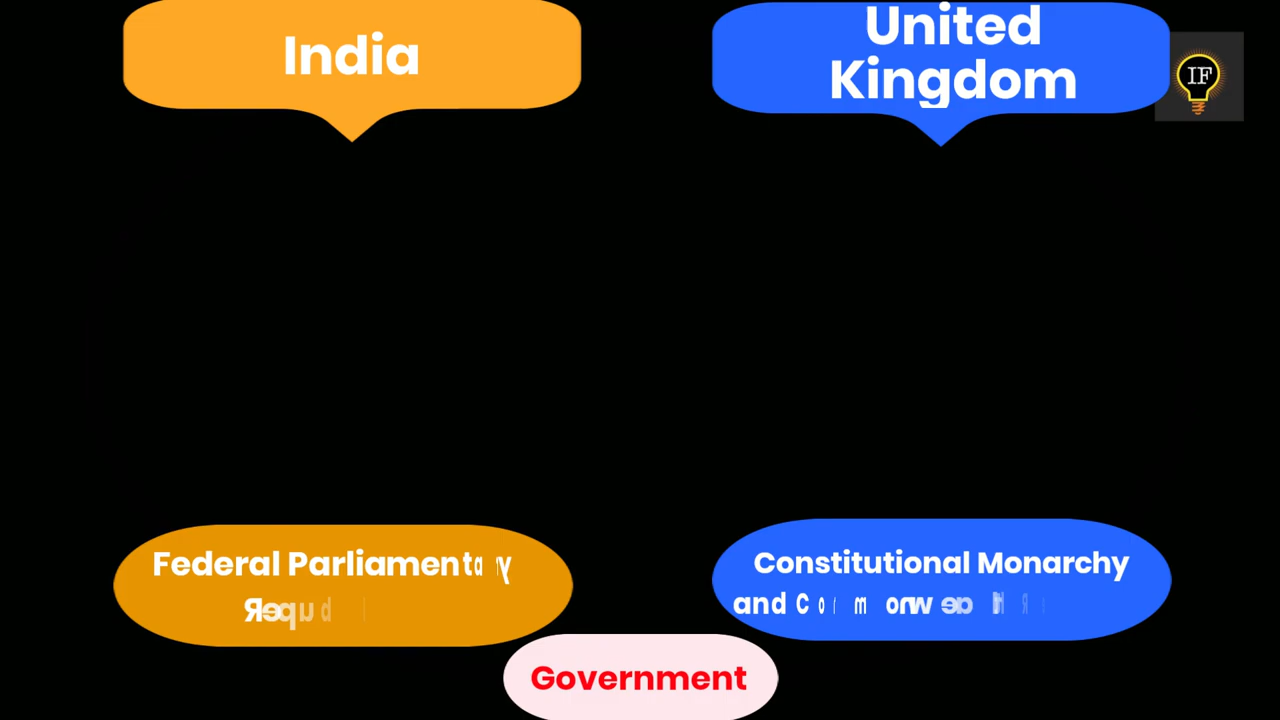 India
United
Kingdom
IF
Federal Parliamentary
Constitutional Monarchy
and
Government